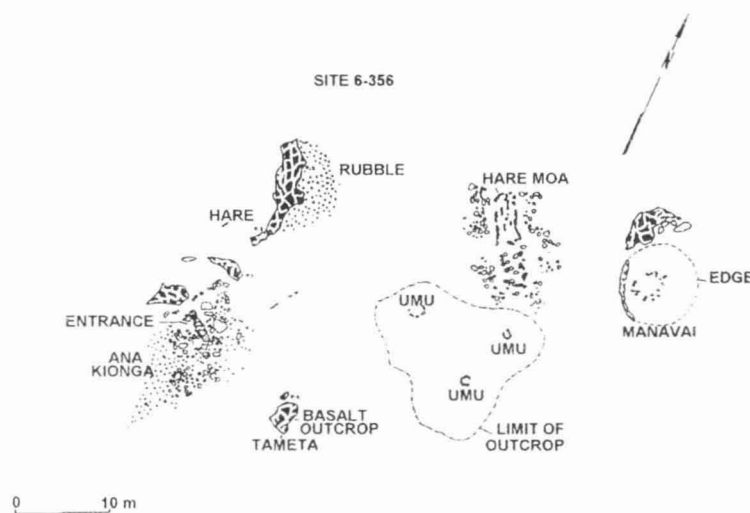 SITE 6-356
RUBBLE
HARE MOA
HARE
EDGE
UMU
ENTRANCE
MANAVAI
UMU
ANA
KIONGA
UMU
BASALT
OUTCROP
LIMIT OF
OUTCROP
TAMETA
0 10 m